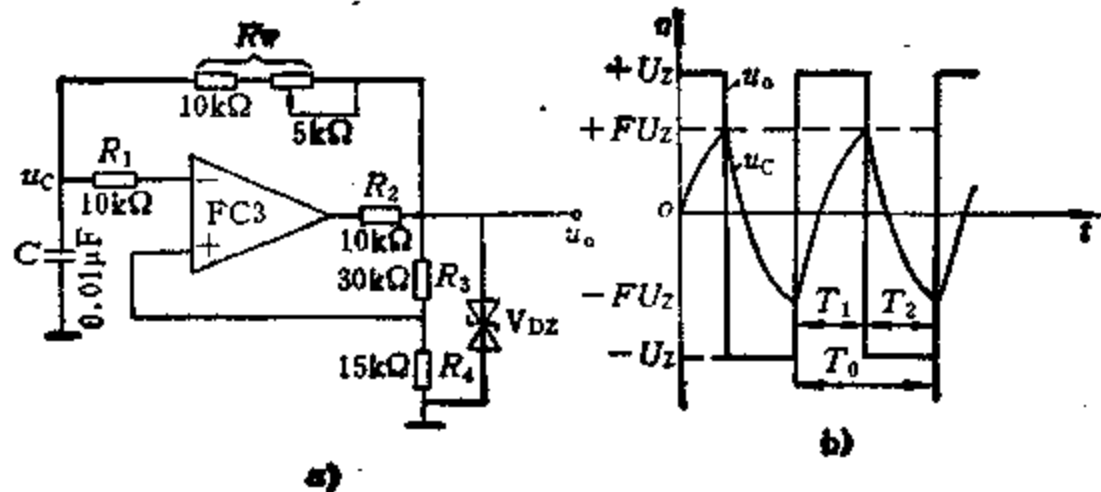 Rw
10kΩ
5kΩ
R1
uC
10kΩ
FC3
R2
10kΩ
uo
C
0.01μF
30kΩ R3
VDZ
15kΩ R4
a)
u
+UZ
uo
+FUZ
uC
o
t
-FUZ
T1 T2
-UZ
T0
b)